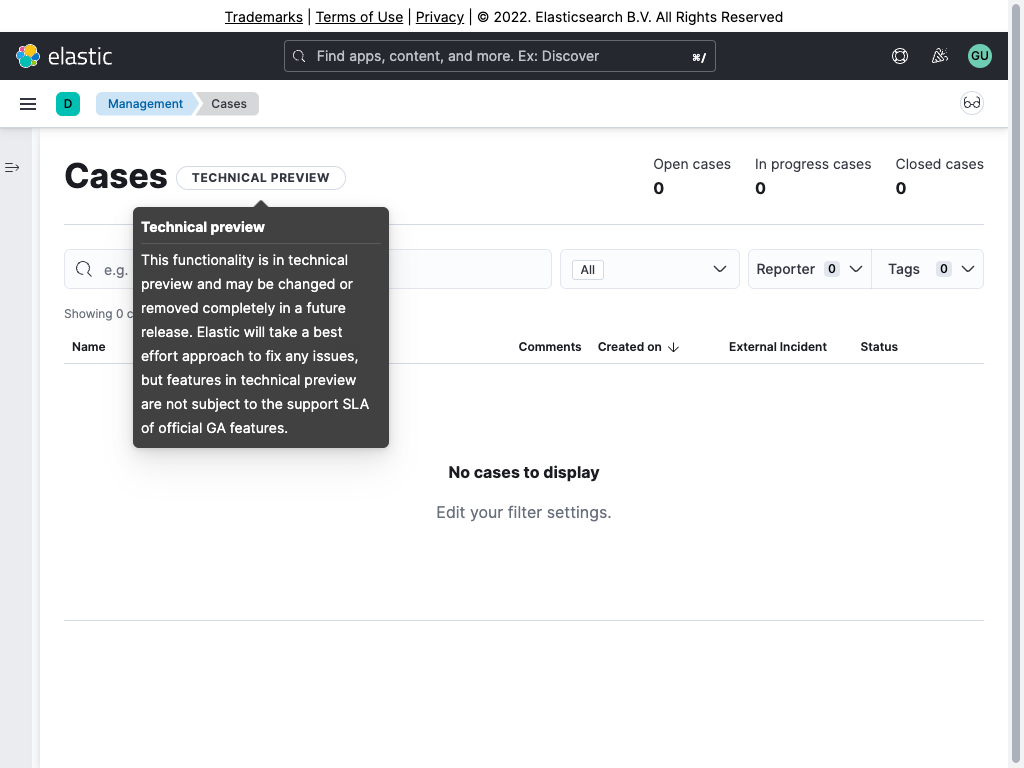 Trademarks | Terms of Use | Privacy | © 2022. Elasticsearch B.V. All Rights Reserved
elastic
Find apps, content, and more. Ex: Discover
⌘/
GU
D
Management
Cases
Cases
TECHNICAL PREVIEW
Open cases
0
In progress cases
0
Closed cases
0
Technical preview
This functionality is in technical
preview and may be changed or
removed completely in a future
release. Elastic will take a best
effort approach to fix any issues,
but features in technical preview
are not subject to the support SLA
of official GA features.
e.g.
All
Reporter 0
Tags 0
Showing 0
Name Comments Created on External Incident Status
No cases to display
Edit your filter settings.